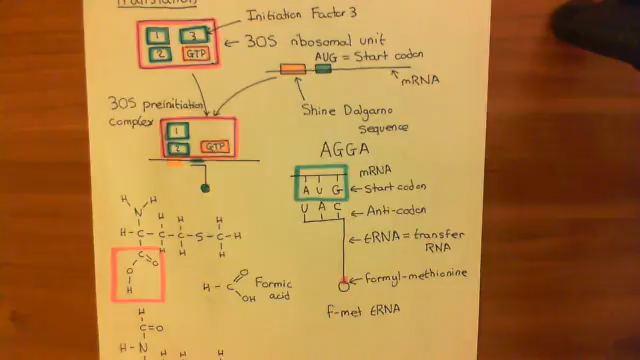 Translation
Initiation Factor 3
1 3
2 GTP
30S ribosomal unit
AUG = Start codon
mRNA
30S preinitiation
complex
1
2 GTP
Shine Dalgarno
Sequence
AGGA
mRNA
A U G Start codon
U A C Anti-codon
tRNA = transfer
RNA
formyl-methionine
f-met tRNA
H H
N H H H
H - C - C - C - S - C - H
H H H
C O
O
H
H - C O OH
Formic
acid
H
C = O
H - N H H